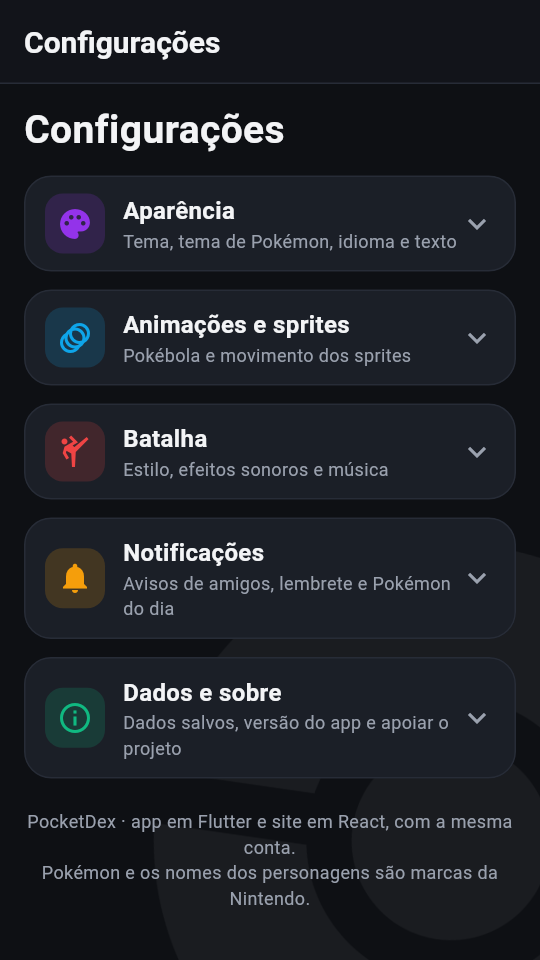 Configurações
Configurações
Aparência
Tema, tema de Pokémon, idioma e texto
Animações e sprites
Pokébola e movimento dos sprites
Batalha
Estilo, efeitos sonoros e música
Notificações
Avisos de amigos, lembrete e Pokémon
do dia
Dados e sobre
Dados salvos, versão do app e apoiar o
projeto
PocketDex · app em Flutter e site em React, com a mesma
conta.
Pokémon e os nomes dos personagens são marcas da
Nintendo.